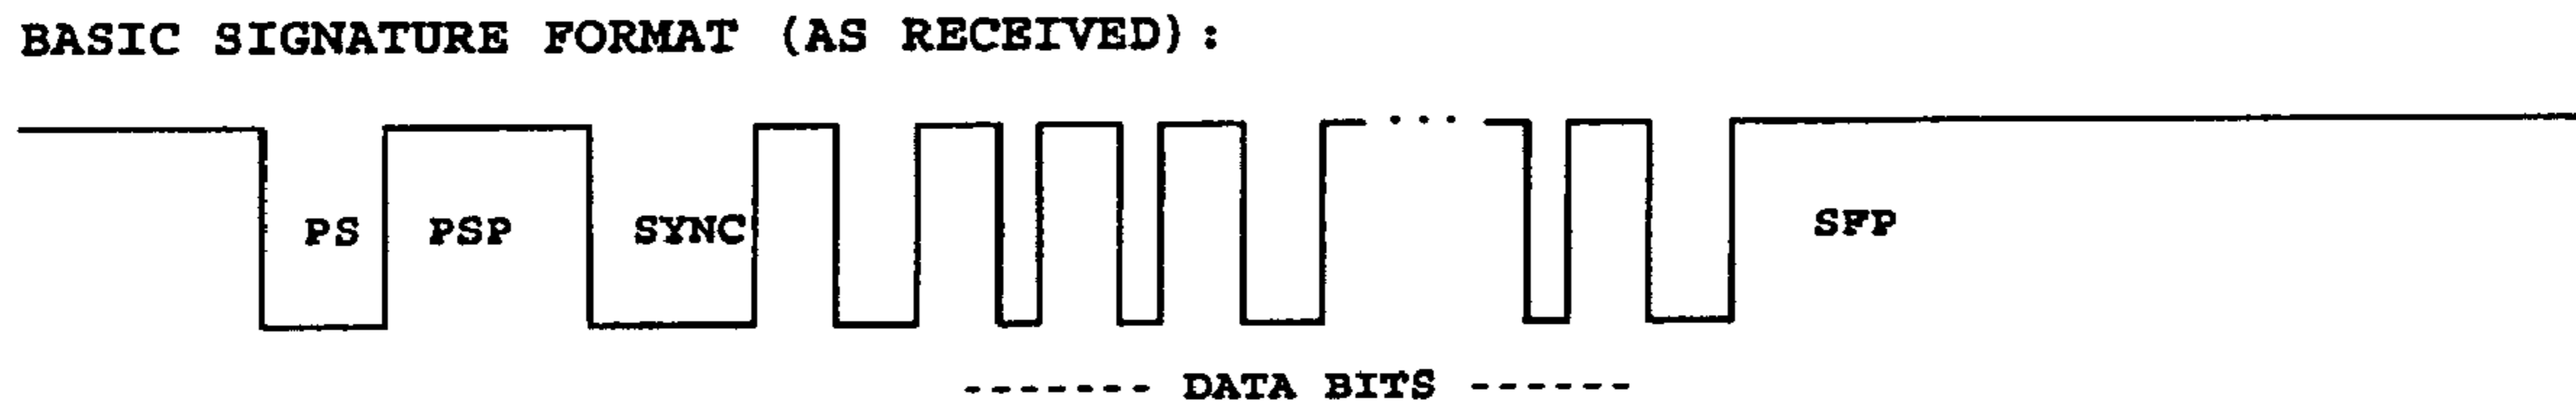 BASIC SIGNATURE FORMAT (AS RECEIVED):
PS PSP SYNC SFP
------- DATA BITS ------